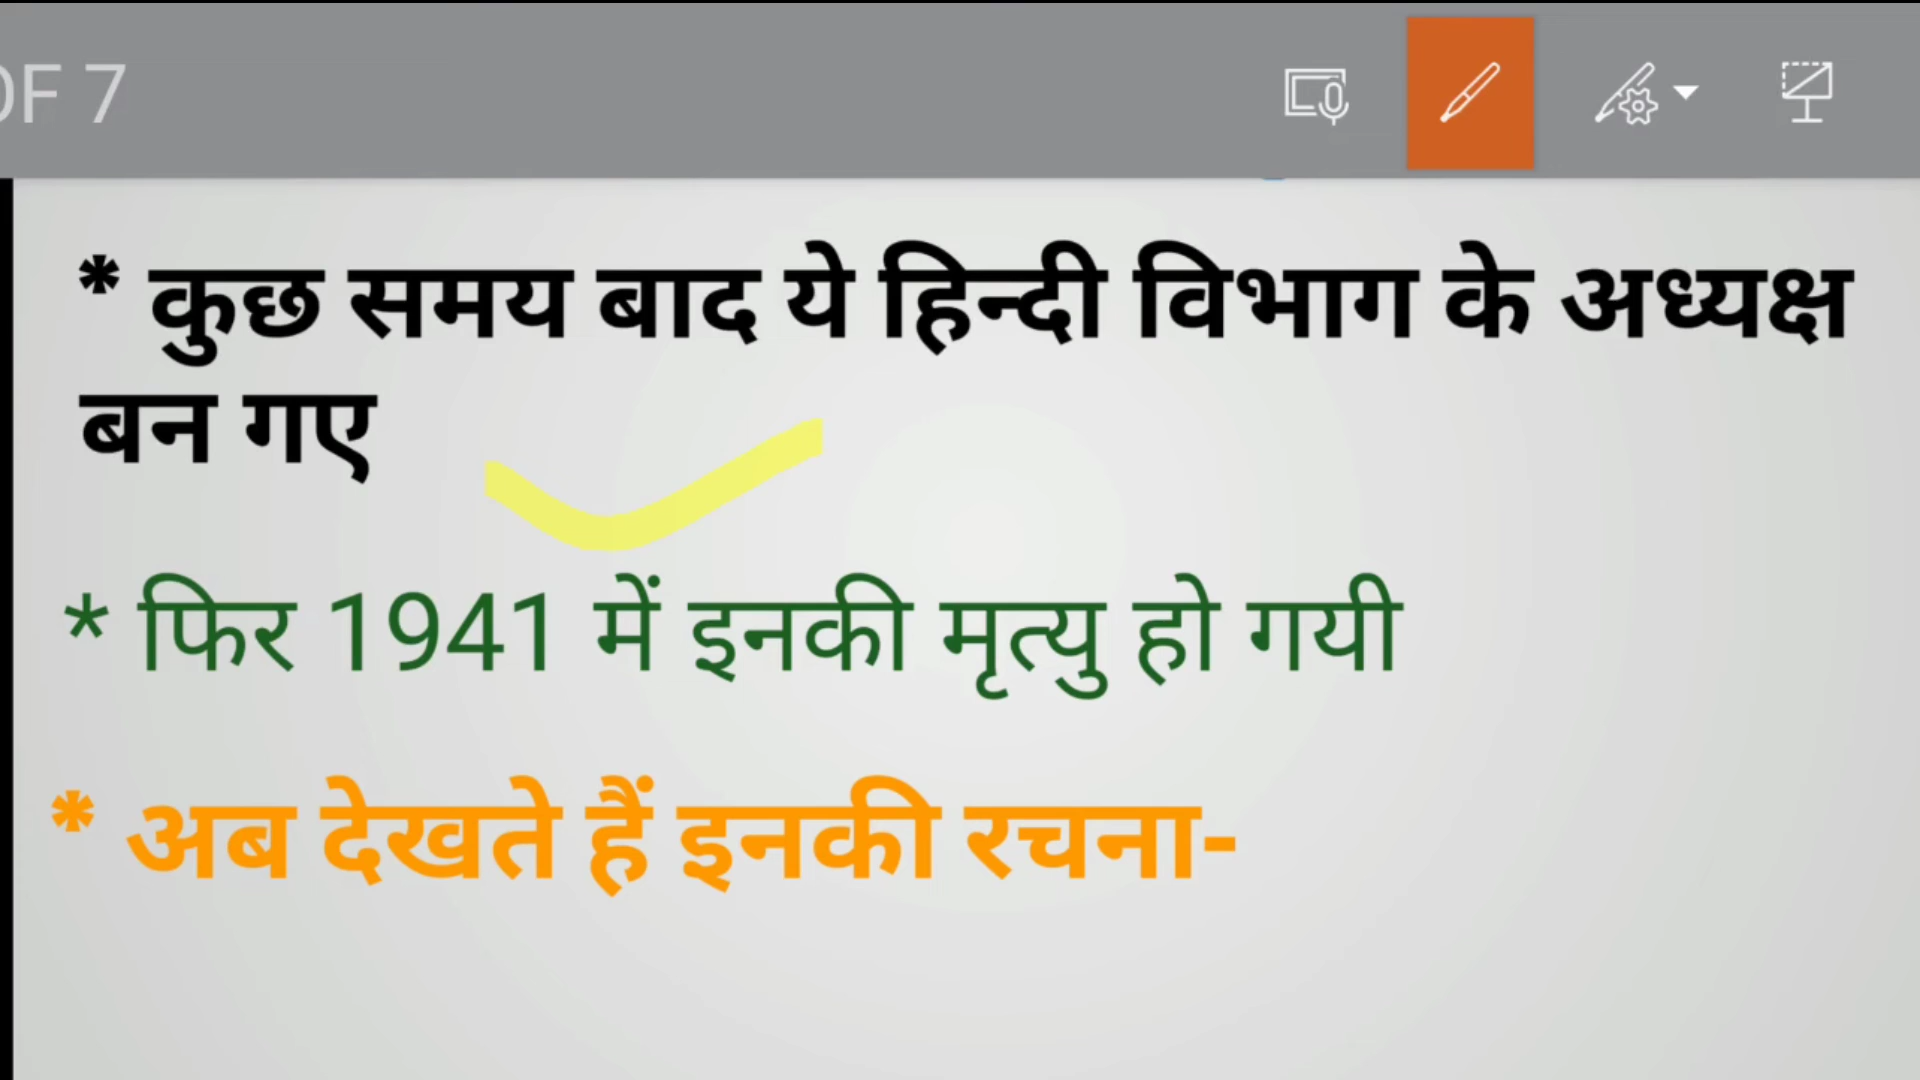 OF 7
* कुछ समय बाद ये हिन्दी विभाग के अध्यक्ष
बन गए
* फिर 1941 में इनकी मृत्यु हो गयी
* अब देखते हैं इनकी रचना-